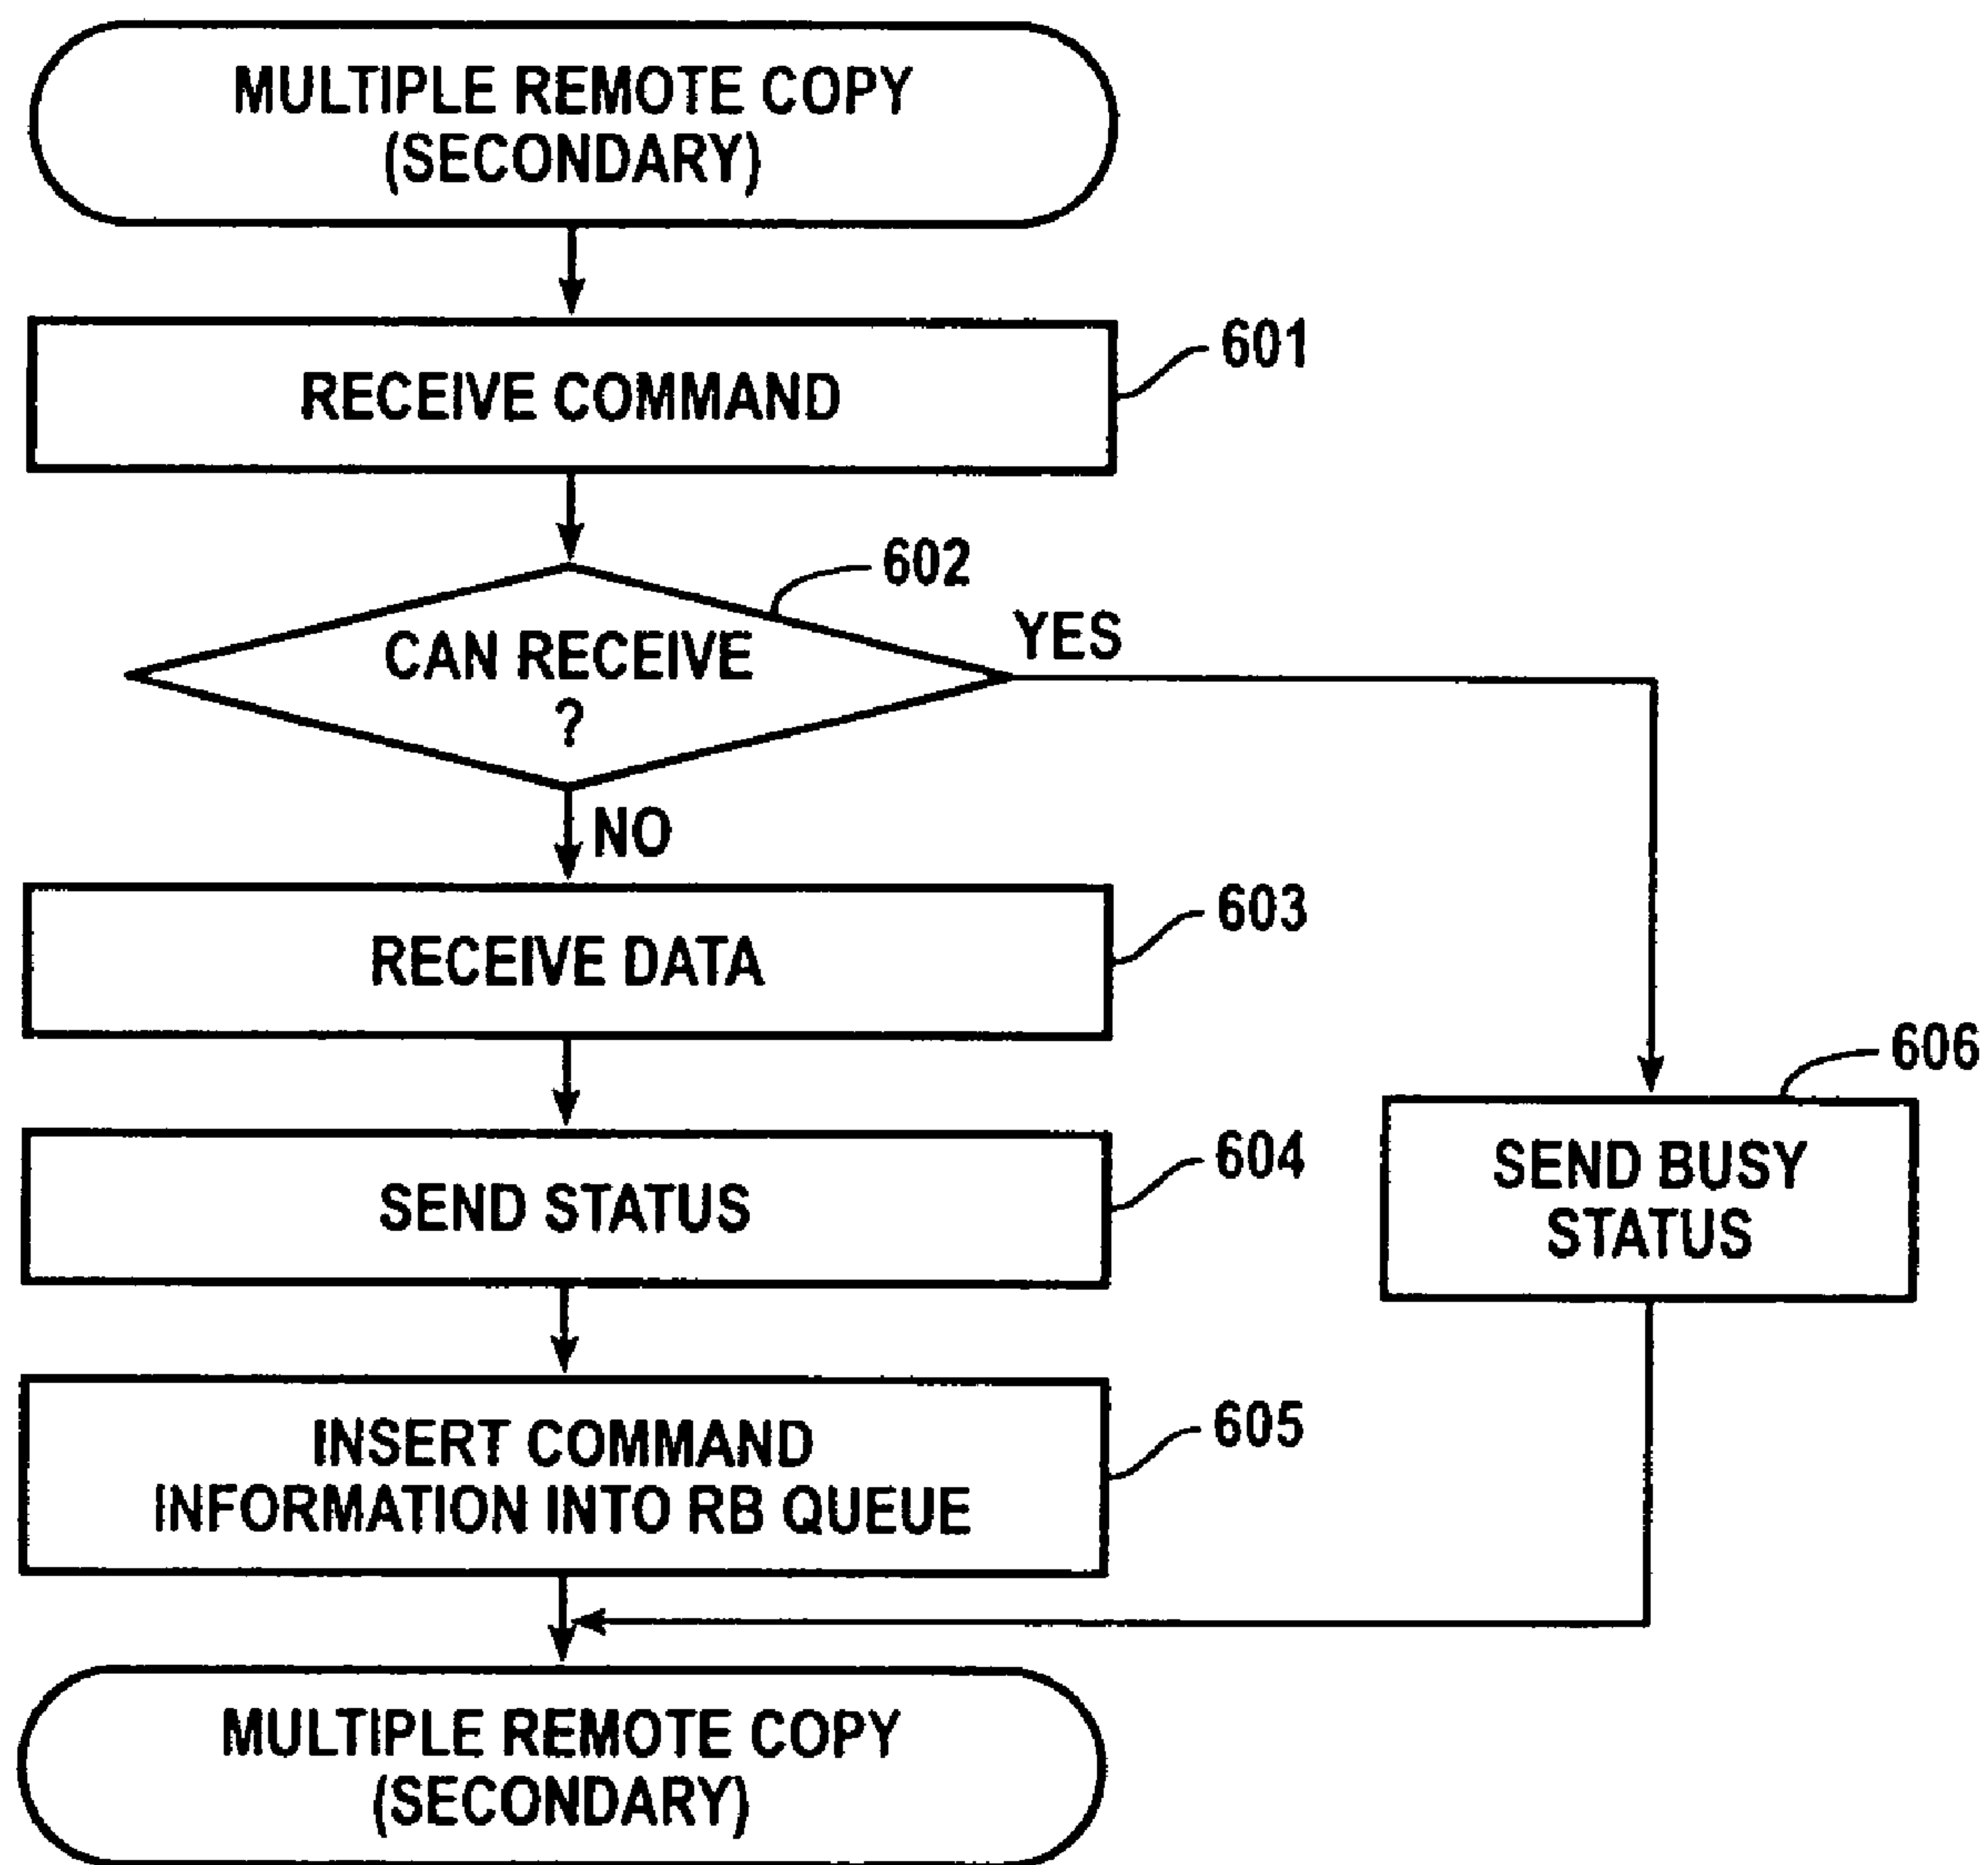 MULTIPLE REMOTE COPY
(SECONDARY)
601
RECEIVE COMMAND
602
CAN RECEIVE
?
YES
NO
603
RECEIVE DATA
606
604
SEND STATUS
SEND BUSY
STATUS
605
INSERT COMMAND
INFORMATION INTO RB QUEUE
MULTIPLE REMOTE COPY
(SECONDARY)